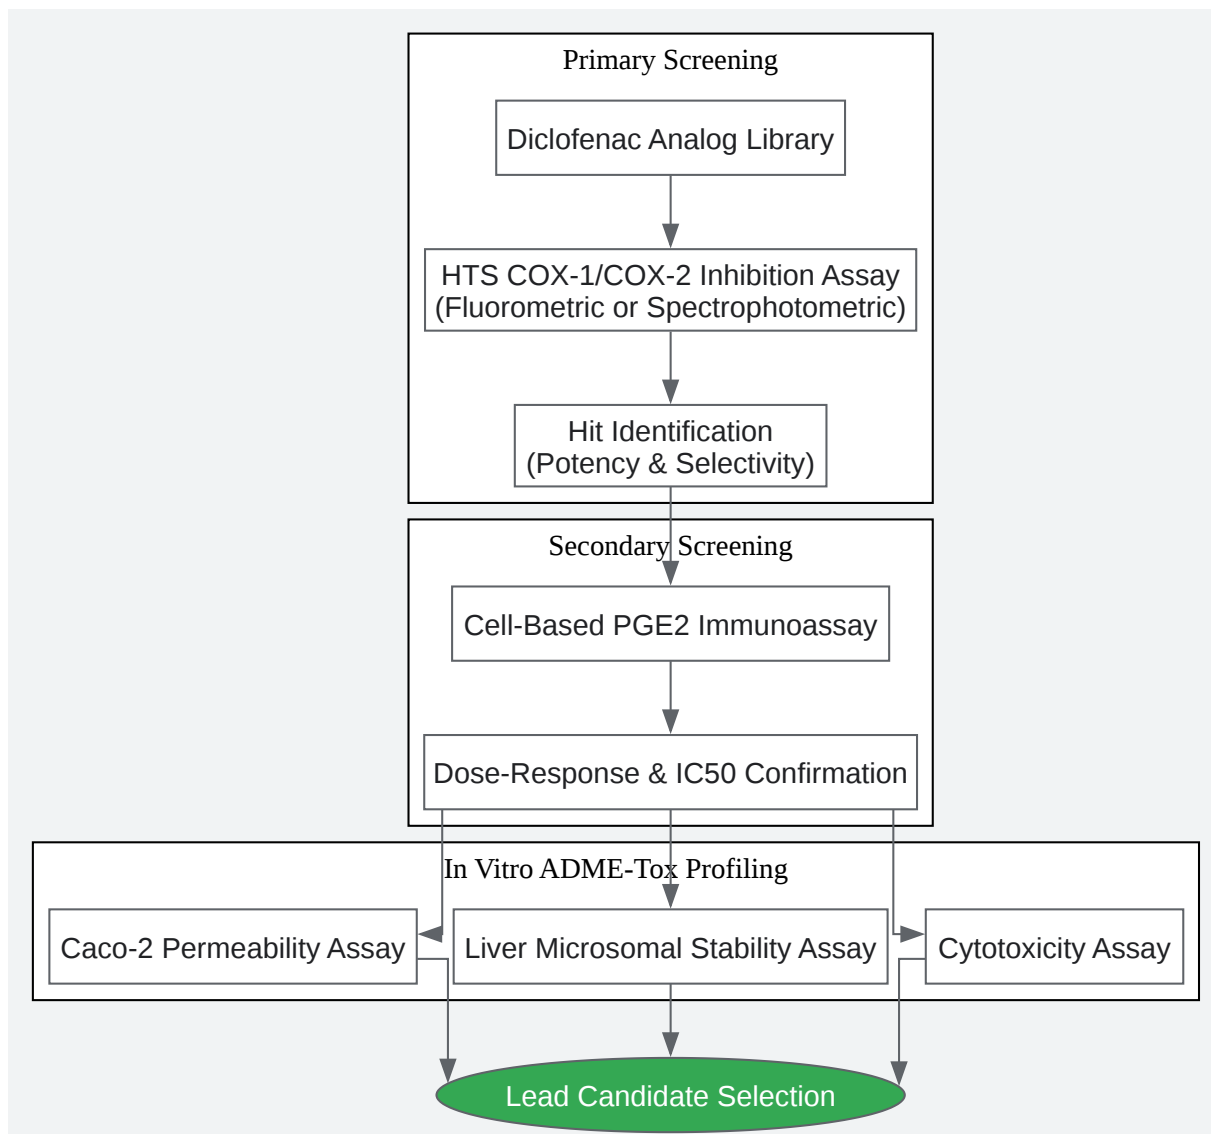 Primary Screening
Diclofenac Analog Library
HTS COX-1/COX-2 Inhibition Assay
(Fluorometric or Spectrophotometric)
Hit Identification
(Potency & Selectivity)
Secondary Screening
Cell-Based PGE2 Immunoassay
Dose-Response & IC50 Confirmation
In Vitro ADME-Tox Profiling
Caco-2 Permeability Assay
Liver Microsomal Stability Assay
Cytotoxicity Assay
Lead Candidate Selection